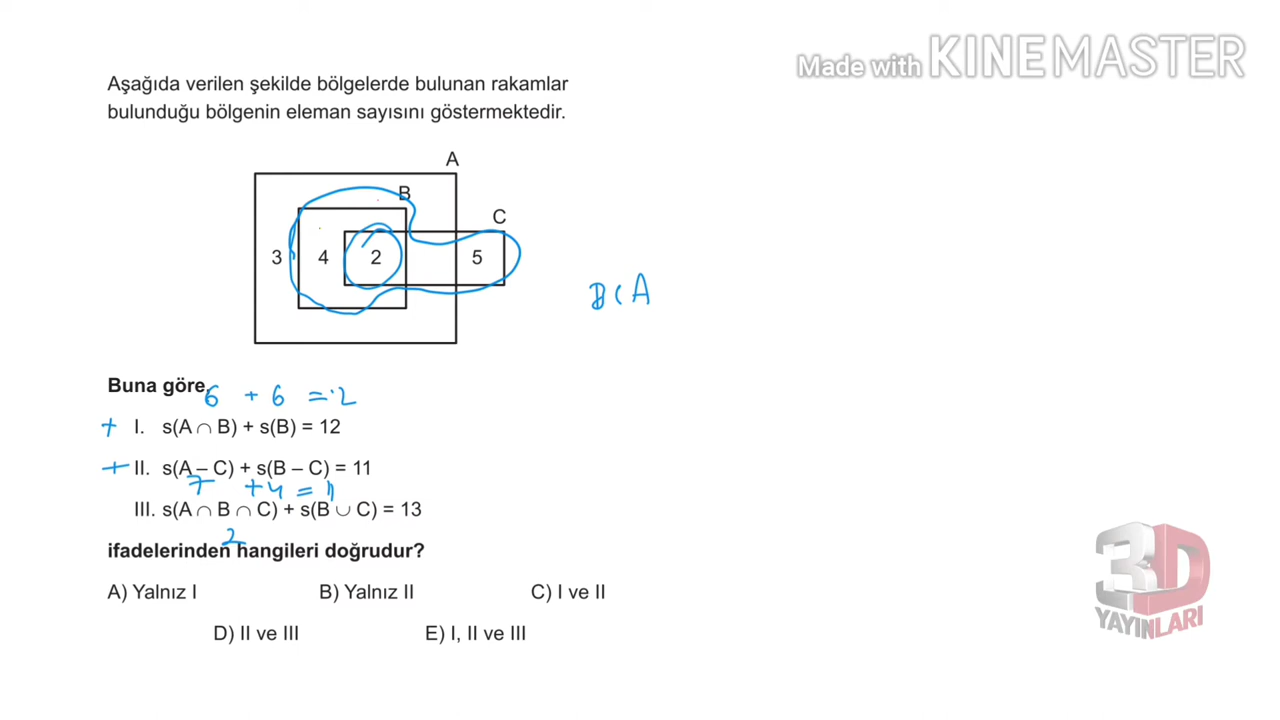 Made with KINEMASTER
Aşağıda verilen şekilde bölgelerde bulunan rakamlar
bulunduğu bölgenin eleman sayısını göstermektedir.
A
B
C
3 4 2 5
B ⊂ A
Buna göre,
6 + 6 = 12
+ I. s(A ∩ B) + s(B) = 12
+ II. s(A – C) + s(B – C) = 11
7 + 4 = 11
III. s(A ∩ B ∩ C) + s(B ∪ C) = 13
2
ifadelerinden hangileri doğrudur?
A) Yalnız I B) Yalnız II C) I ve II
D) II ve III E) I, II ve III
3D
YAYINLARI